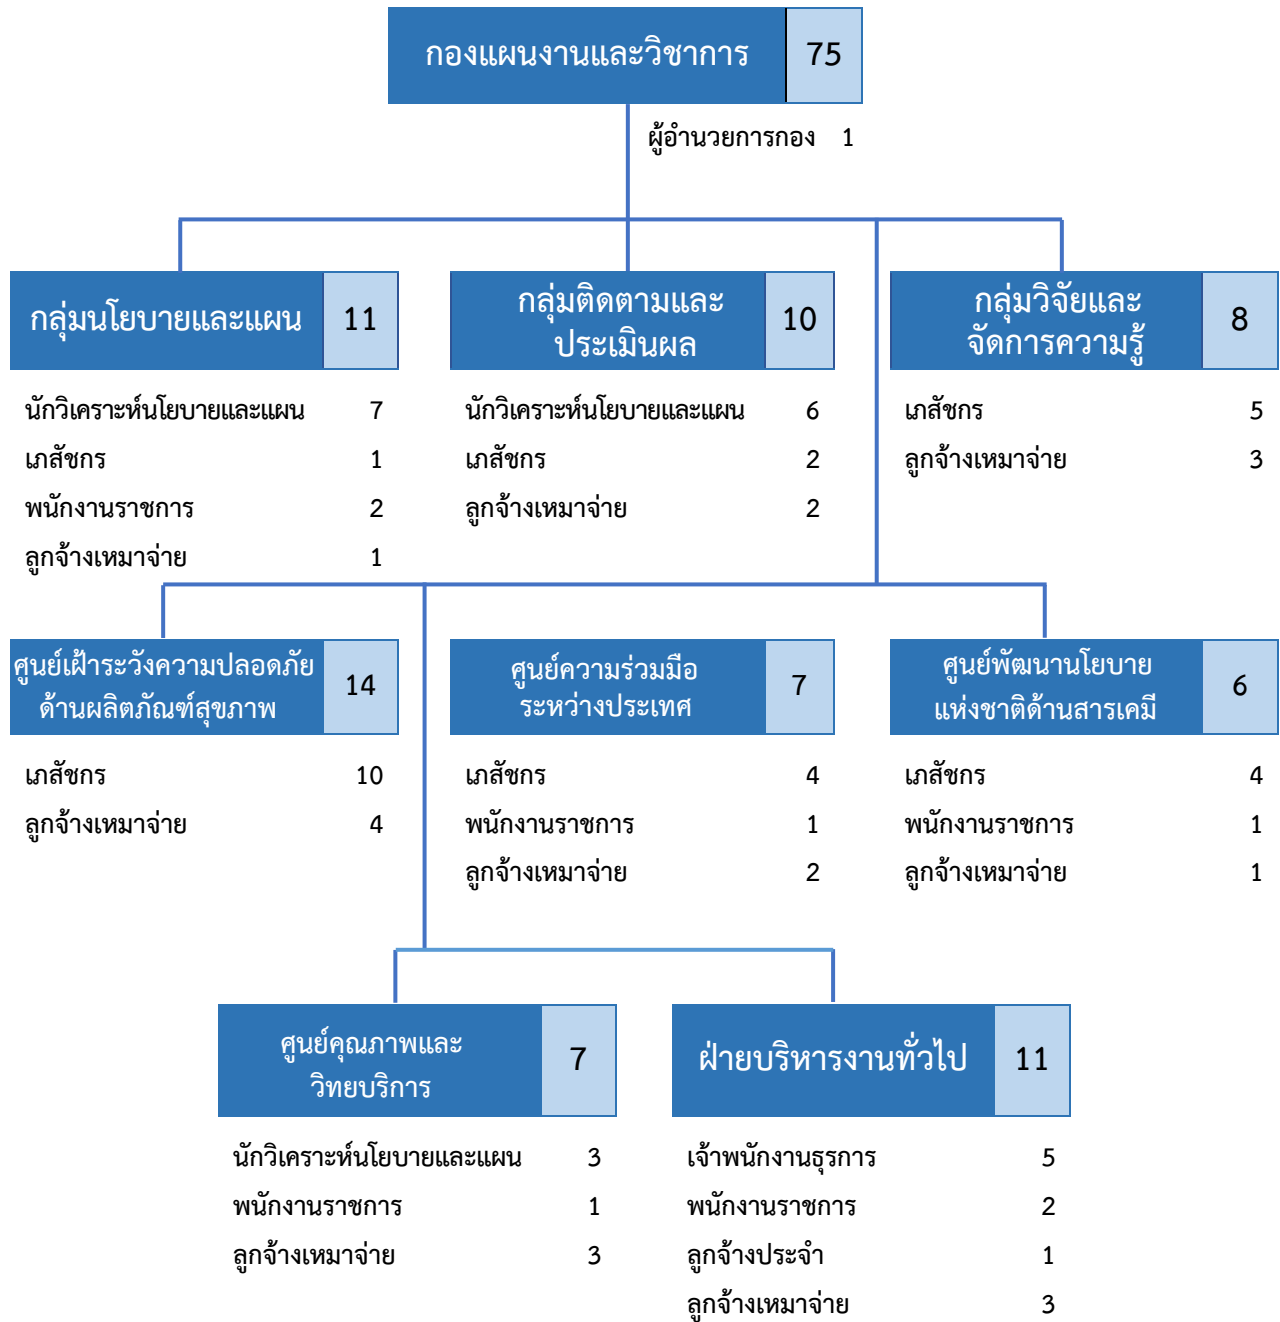 กองแผนงานและวิชาการ 75
ผู้อำนวยการกอง 1
กลุ่มนโยบายและแผน 11
นักวิเคราะห์นโยบายและแผน 7
เภสัชกร 1
พนักงานราชการ 2
ลูกจ้างเหมาจ่าย 1
กลุ่มติดตามและ
ประเมินผล 10
นักวิเคราะห์นโยบายและแผน 6
เภสัชกร 2
ลูกจ้างเหมาจ่าย 2
กลุ่มวิจัยและ
จัดการความรู้ 8
เภสัชกร 5
ลูกจ้างเหมาจ่าย 3
ศูนย์เฝ้าระวังความปลอดภัย
ด้านผลิตภัณฑ์สุขภาพ 14
เภสัชกร 10
ลูกจ้างเหมาจ่าย 4
ศูนย์ความร่วมมือ
ระหว่างประเทศ 7
เภสัชกร 4
พนักงานราชการ 1
ลูกจ้างเหมาจ่าย 2
ศูนย์พัฒนานโยบาย
แห่งชาติด้านสารเคมี 6
เภสัชกร 4
พนักงานราชการ 1
ลูกจ้างเหมาจ่าย 1
ศูนย์คุณภาพและ
วิทยบริการ 7
นักวิเคราะห์นโยบายและแผน 3
พนักงานราชการ 1
ลูกจ้างเหมาจ่าย 3
ฝ่ายบริหารงานทั่วไป 11
เจ้าพนักงานธุรการ 5
พนักงานราชการ 2
ลูกจ้างประจำ 1
ลูกจ้างเหมาจ่าย 3